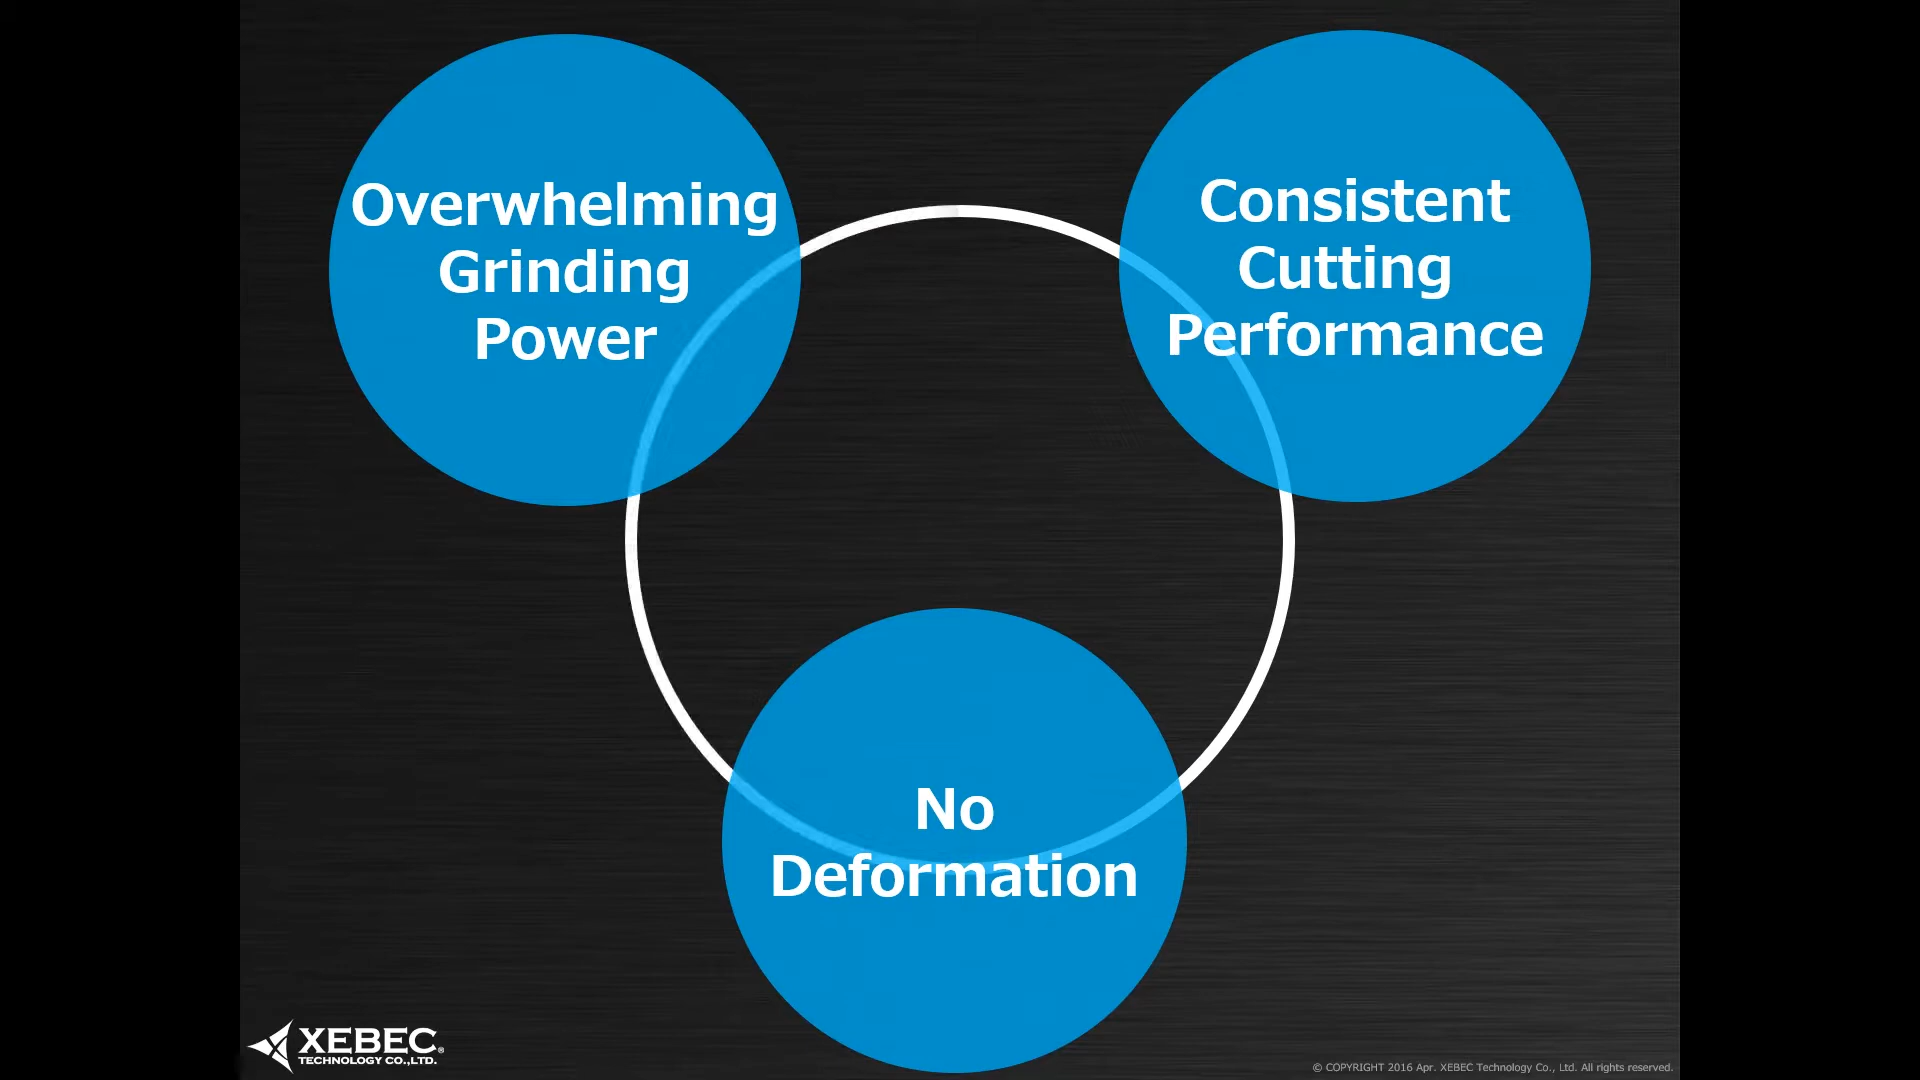 Overwhelming
Grinding
Power
Consistent
Cutting
Performance
No
Deformation
XEBEC®
TECHNOLOGY CO.,LTD.
© COPYRIGHT 2016 Apr. XEBEC Technology Co., Ltd. All rights reserved.